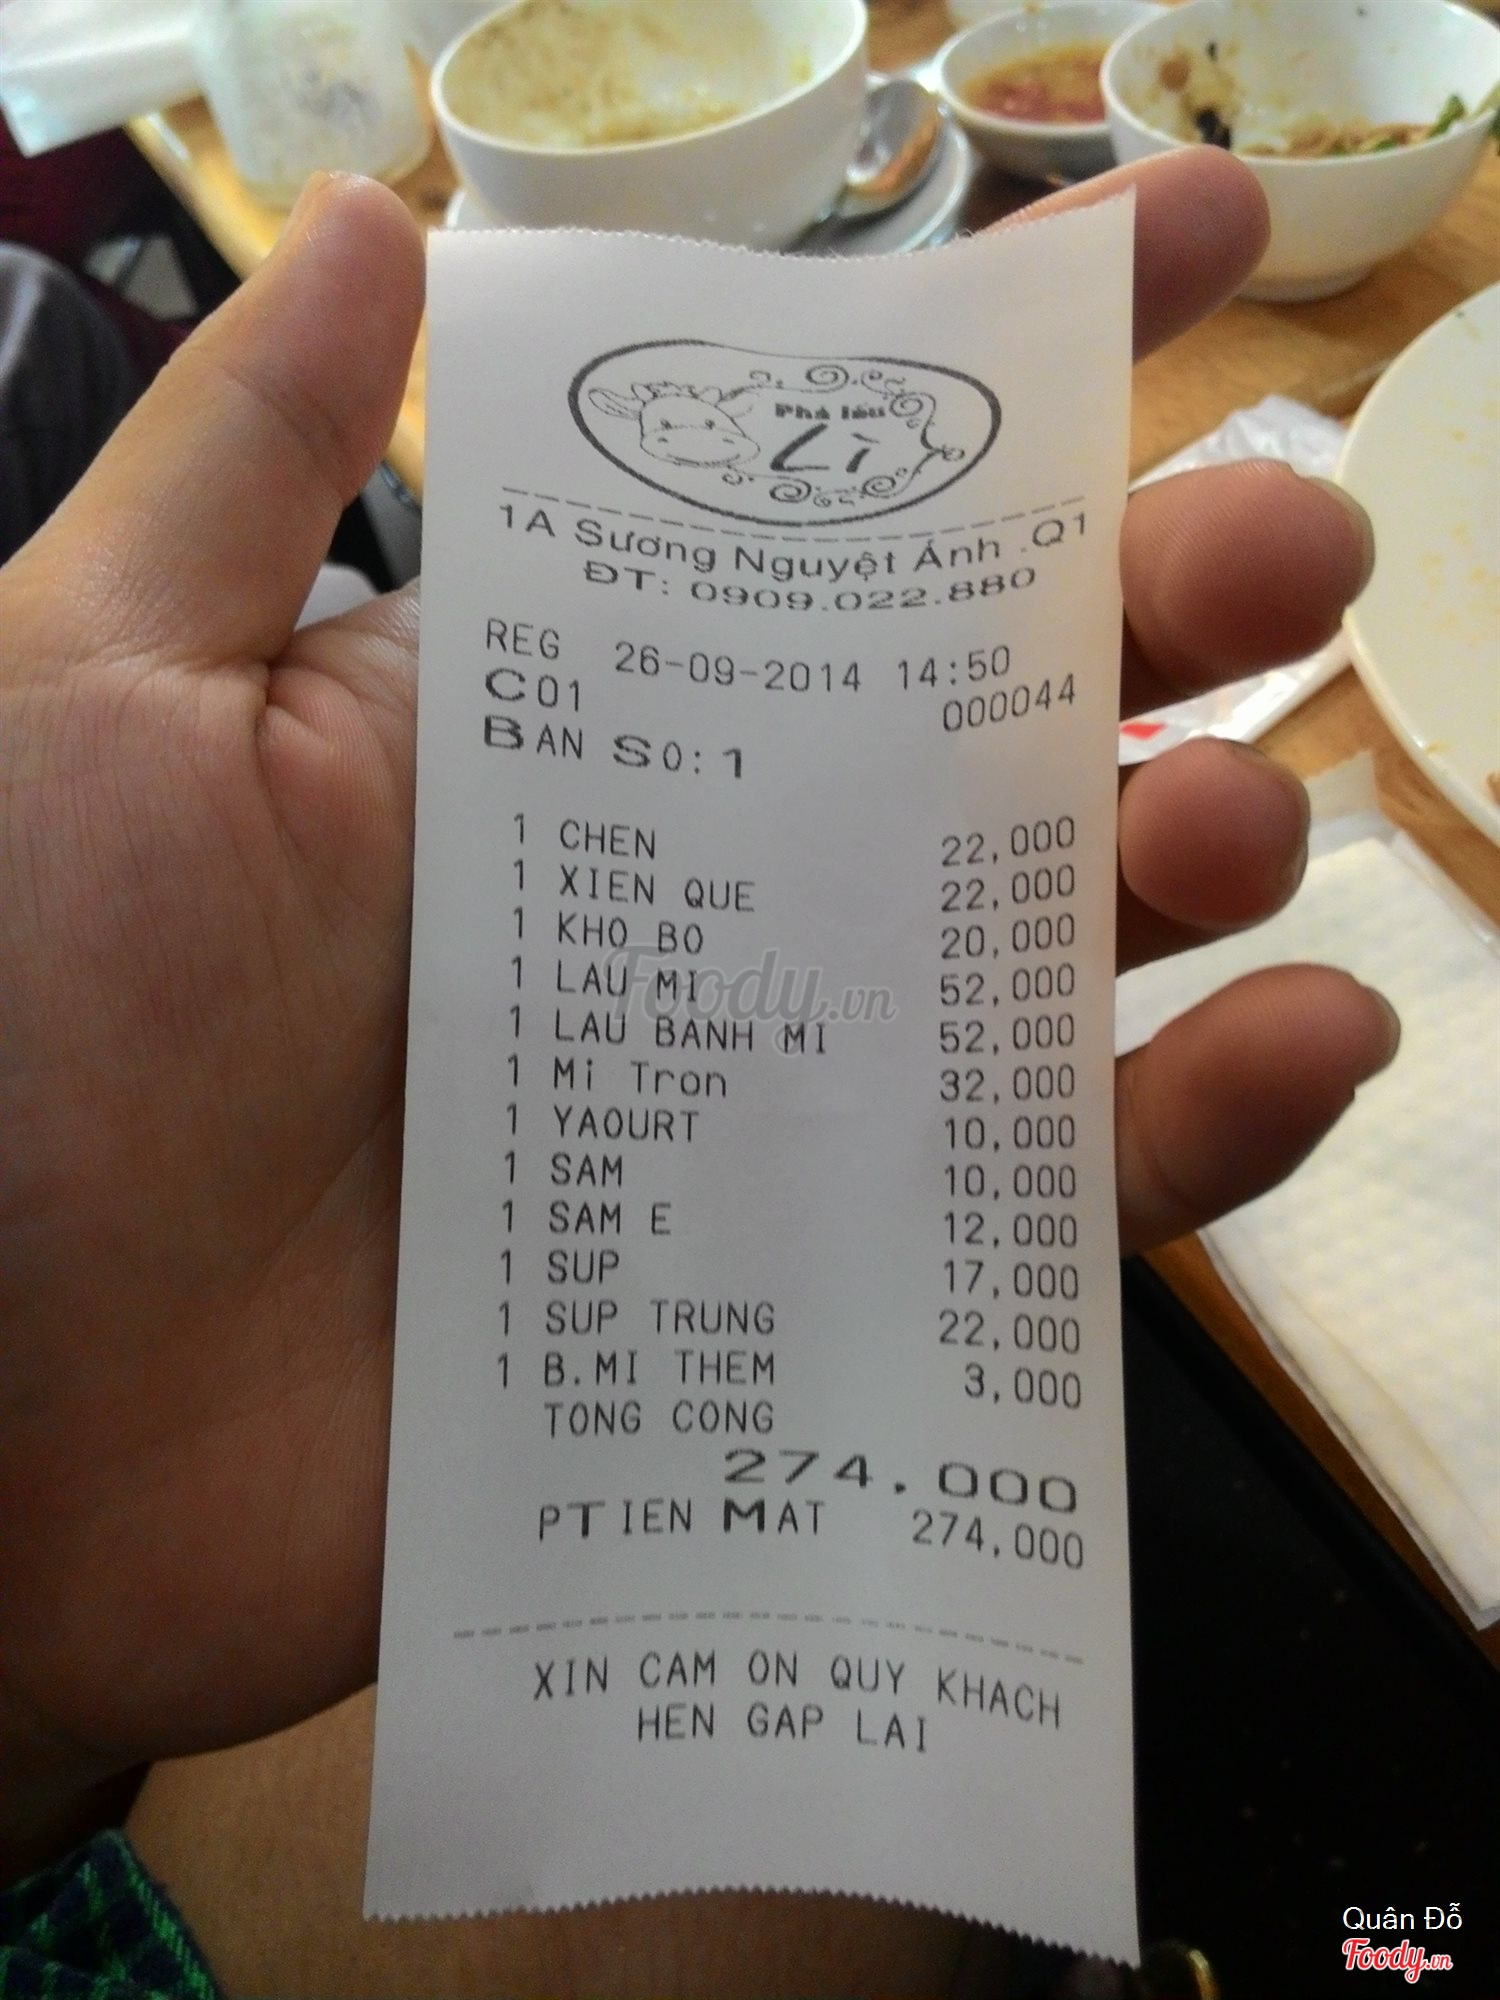 Phá lấu
Lì
1A Sương Nguyệt Ánh .Q1
ĐT: 0909.022.880
REG 26-09-2014 14:50
C01 000044
BAN SO: 1
1 CHEN 22,000
1 XIEN QUE 22,000
1 KHO BO 20,000
1 LAU MI 52,000
1 LAU BANH MI 52,000
1 Mi Tron 32,000
1 YAOURT 10,000
1 SAM 10,000
1 SAM E 12,000
1 SUP 17,000
1 SUP TRUNG 22,000
1 B.MI THEM 3,000
TONG CONG
274.000
PTIEN MAT 274,000
XIN CAM ON QUY KHACH
HEN GAP LAI
Foody.vn
Quân Đỗ
Foody.vn